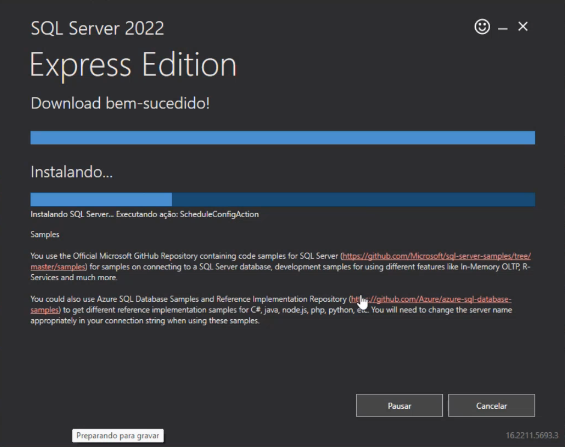 SQL Server 2022
Express Edition
Download bem-sucedido!
Instalando...
Instalando SQL Server... Executando ação: ScheduleConfigAction
Samples
You use the Official Microsoft GitHub Repository containing code samples for SQL Server (https://github.com/Microsoft/sql-server-samples/tree/
master/samples) for samples on connecting to a SQL Server database, development samples for using different features like In-Memory OLTP, R-
Services and much more.
You could also use Azure SQL Database Samples and Reference Implementation Repository (https://github.com/Azure/azure-sql-database-
samples) to get different reference implementation samples for C#, java, node.js, php, python, etc. You will need to change the server name
appropriately in your connection string when using these samples.
Pausar
Cancelar
Preparando para gravar
16.2211.5693.3